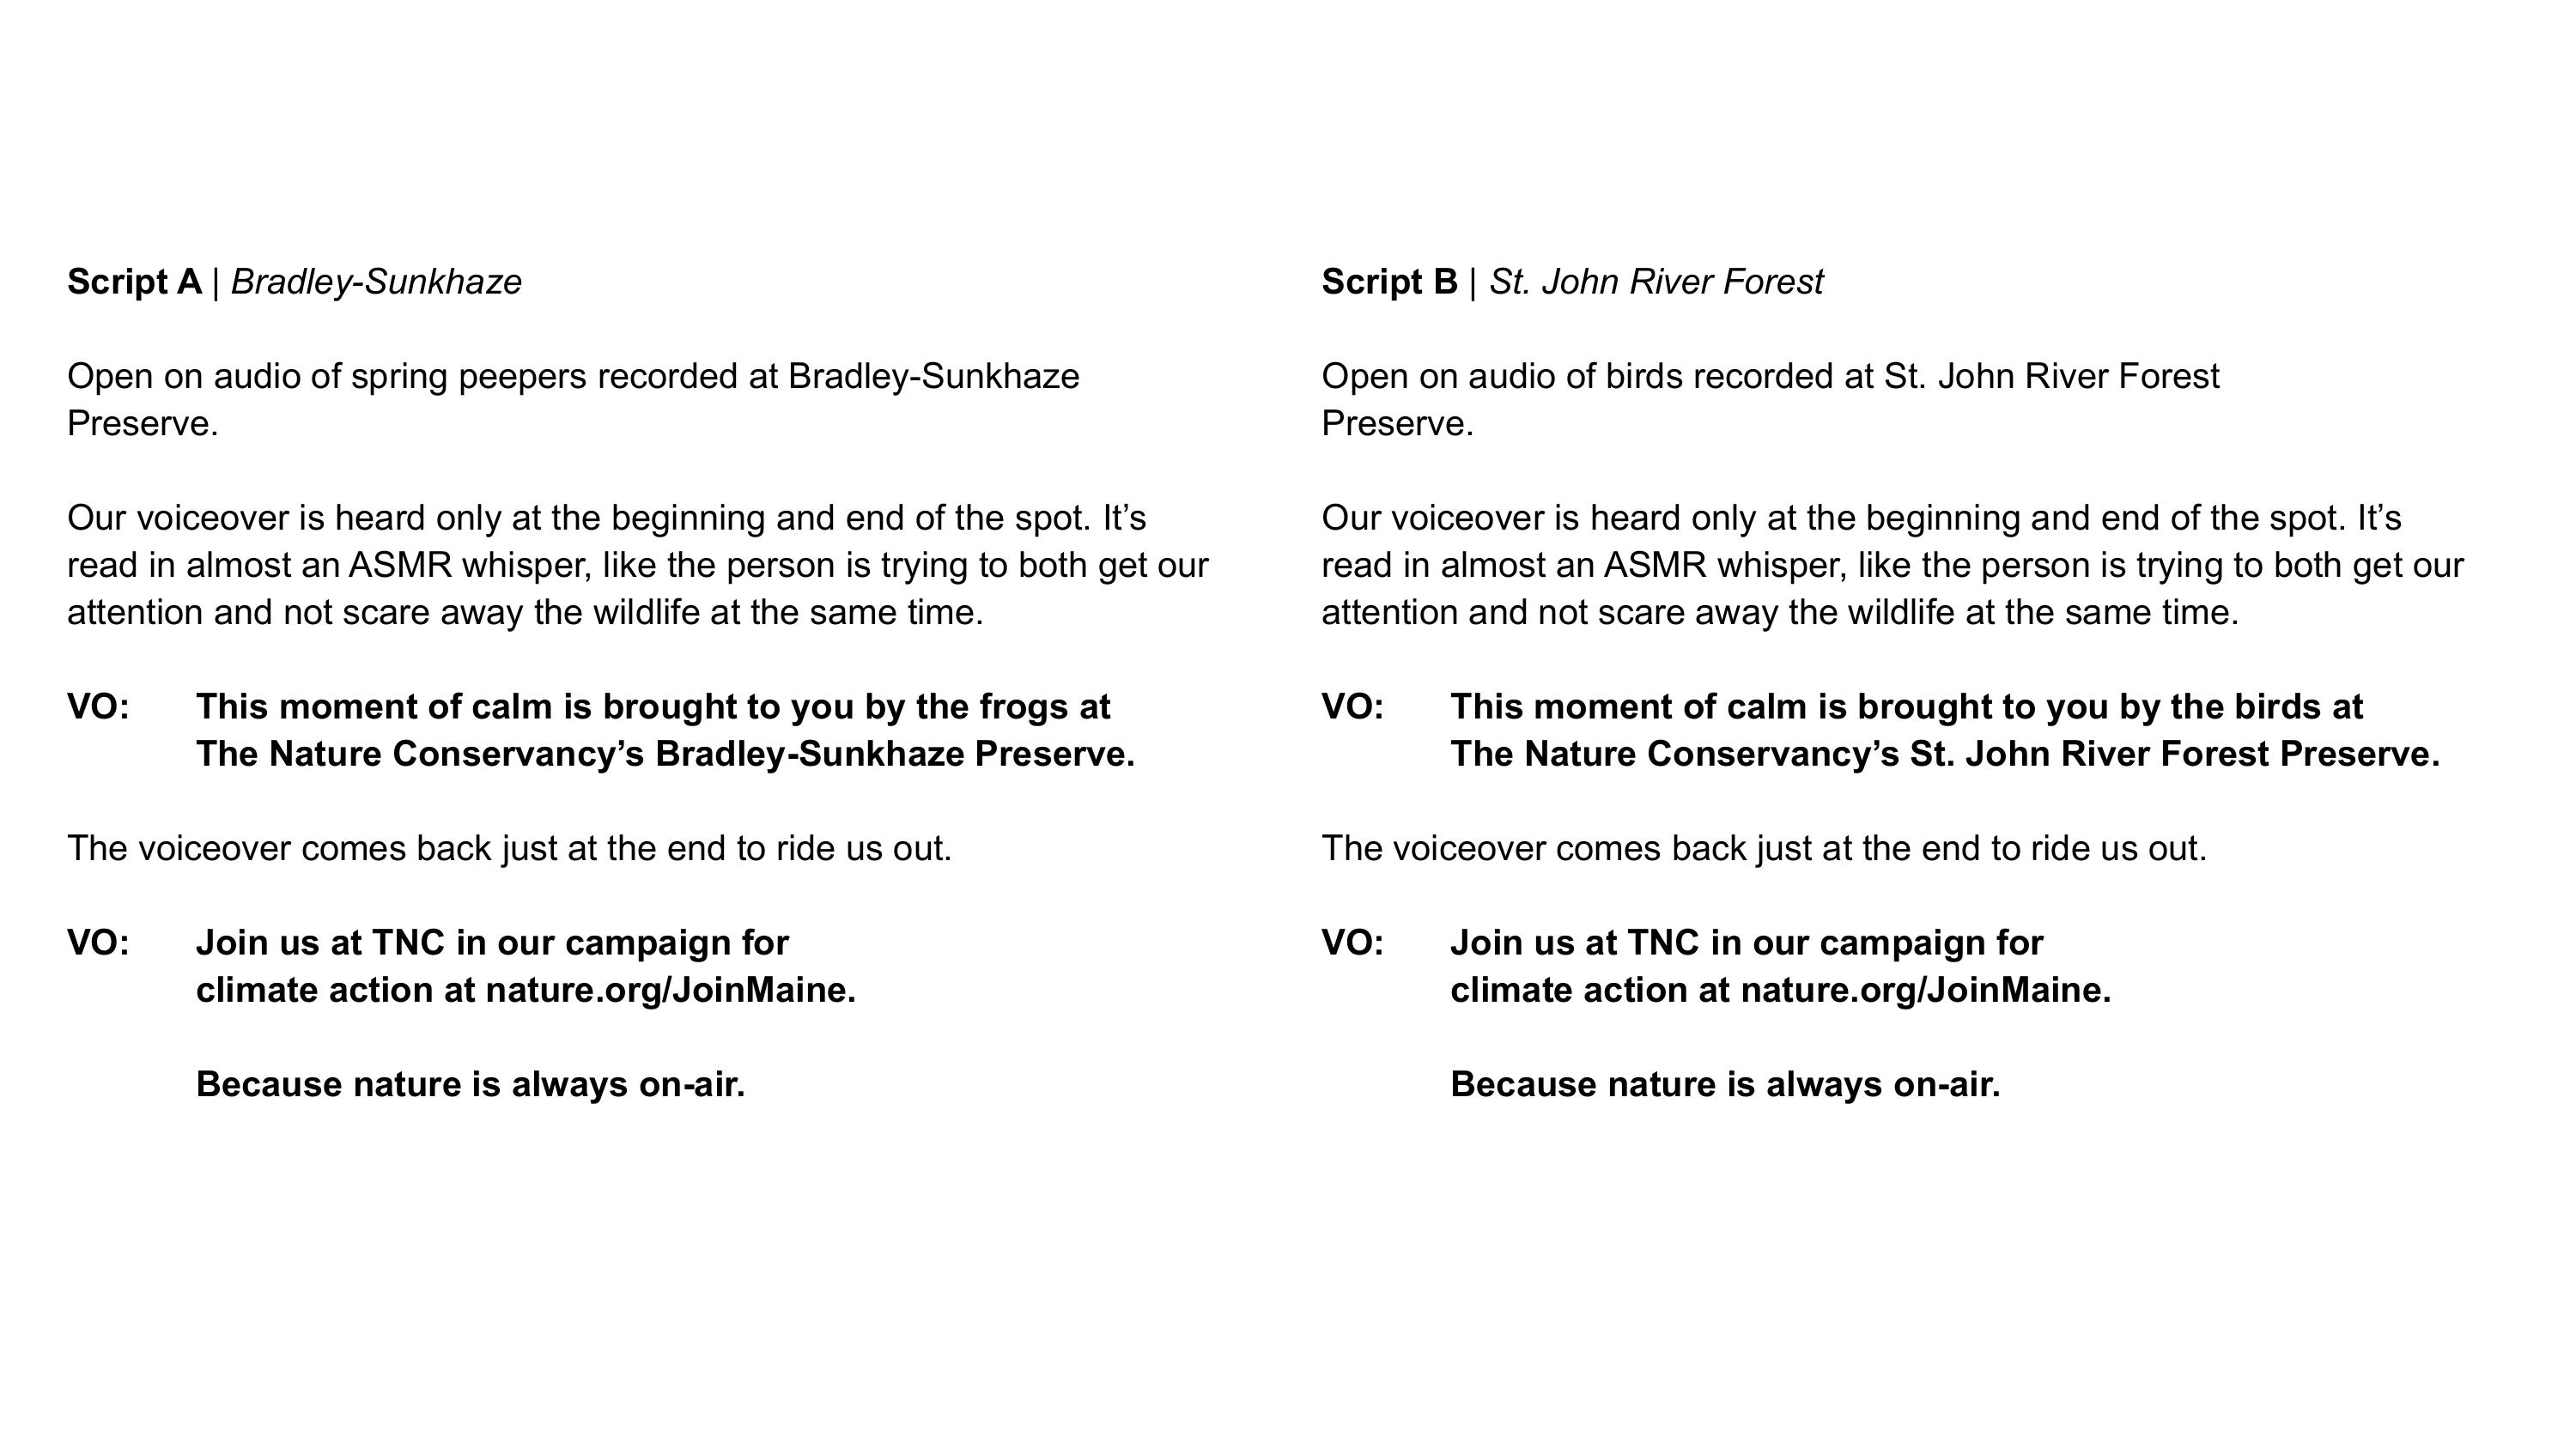 Script A | Bradley-Sunkhaze
Open on audio of spring peepers recorded at Bradley-Sunkhaze
Preserve.
Our voiceover is heard only at the beginning and end of the spot. It’s
read in almost an ASMR whisper, like the person is trying to both get our
attention and not scare away the wildlife at the same time.
VO: This moment of calm is brought to you by the frogs at
The Nature Conservancy’s Bradley-Sunkhaze Preserve.
The voiceover comes back just at the end to ride us out.
VO: Join us at TNC in our campaign for
climate action at nature.org/JoinMaine.
Because nature is always on-air.
Script B | St. John River Forest
Open on audio of birds recorded at St. John River Forest
Preserve.
Our voiceover is heard only at the beginning and end of the spot. It’s
read in almost an ASMR whisper, like the person is trying to both get our
attention and not scare away the wildlife at the same time.
VO: This moment of calm is brought to you by the birds at
The Nature Conservancy’s St. John River Forest Preserve.
The voiceover comes back just at the end to ride us out.
VO: Join us at TNC in our campaign for
climate action at nature.org/JoinMaine.
Because nature is always on-air.